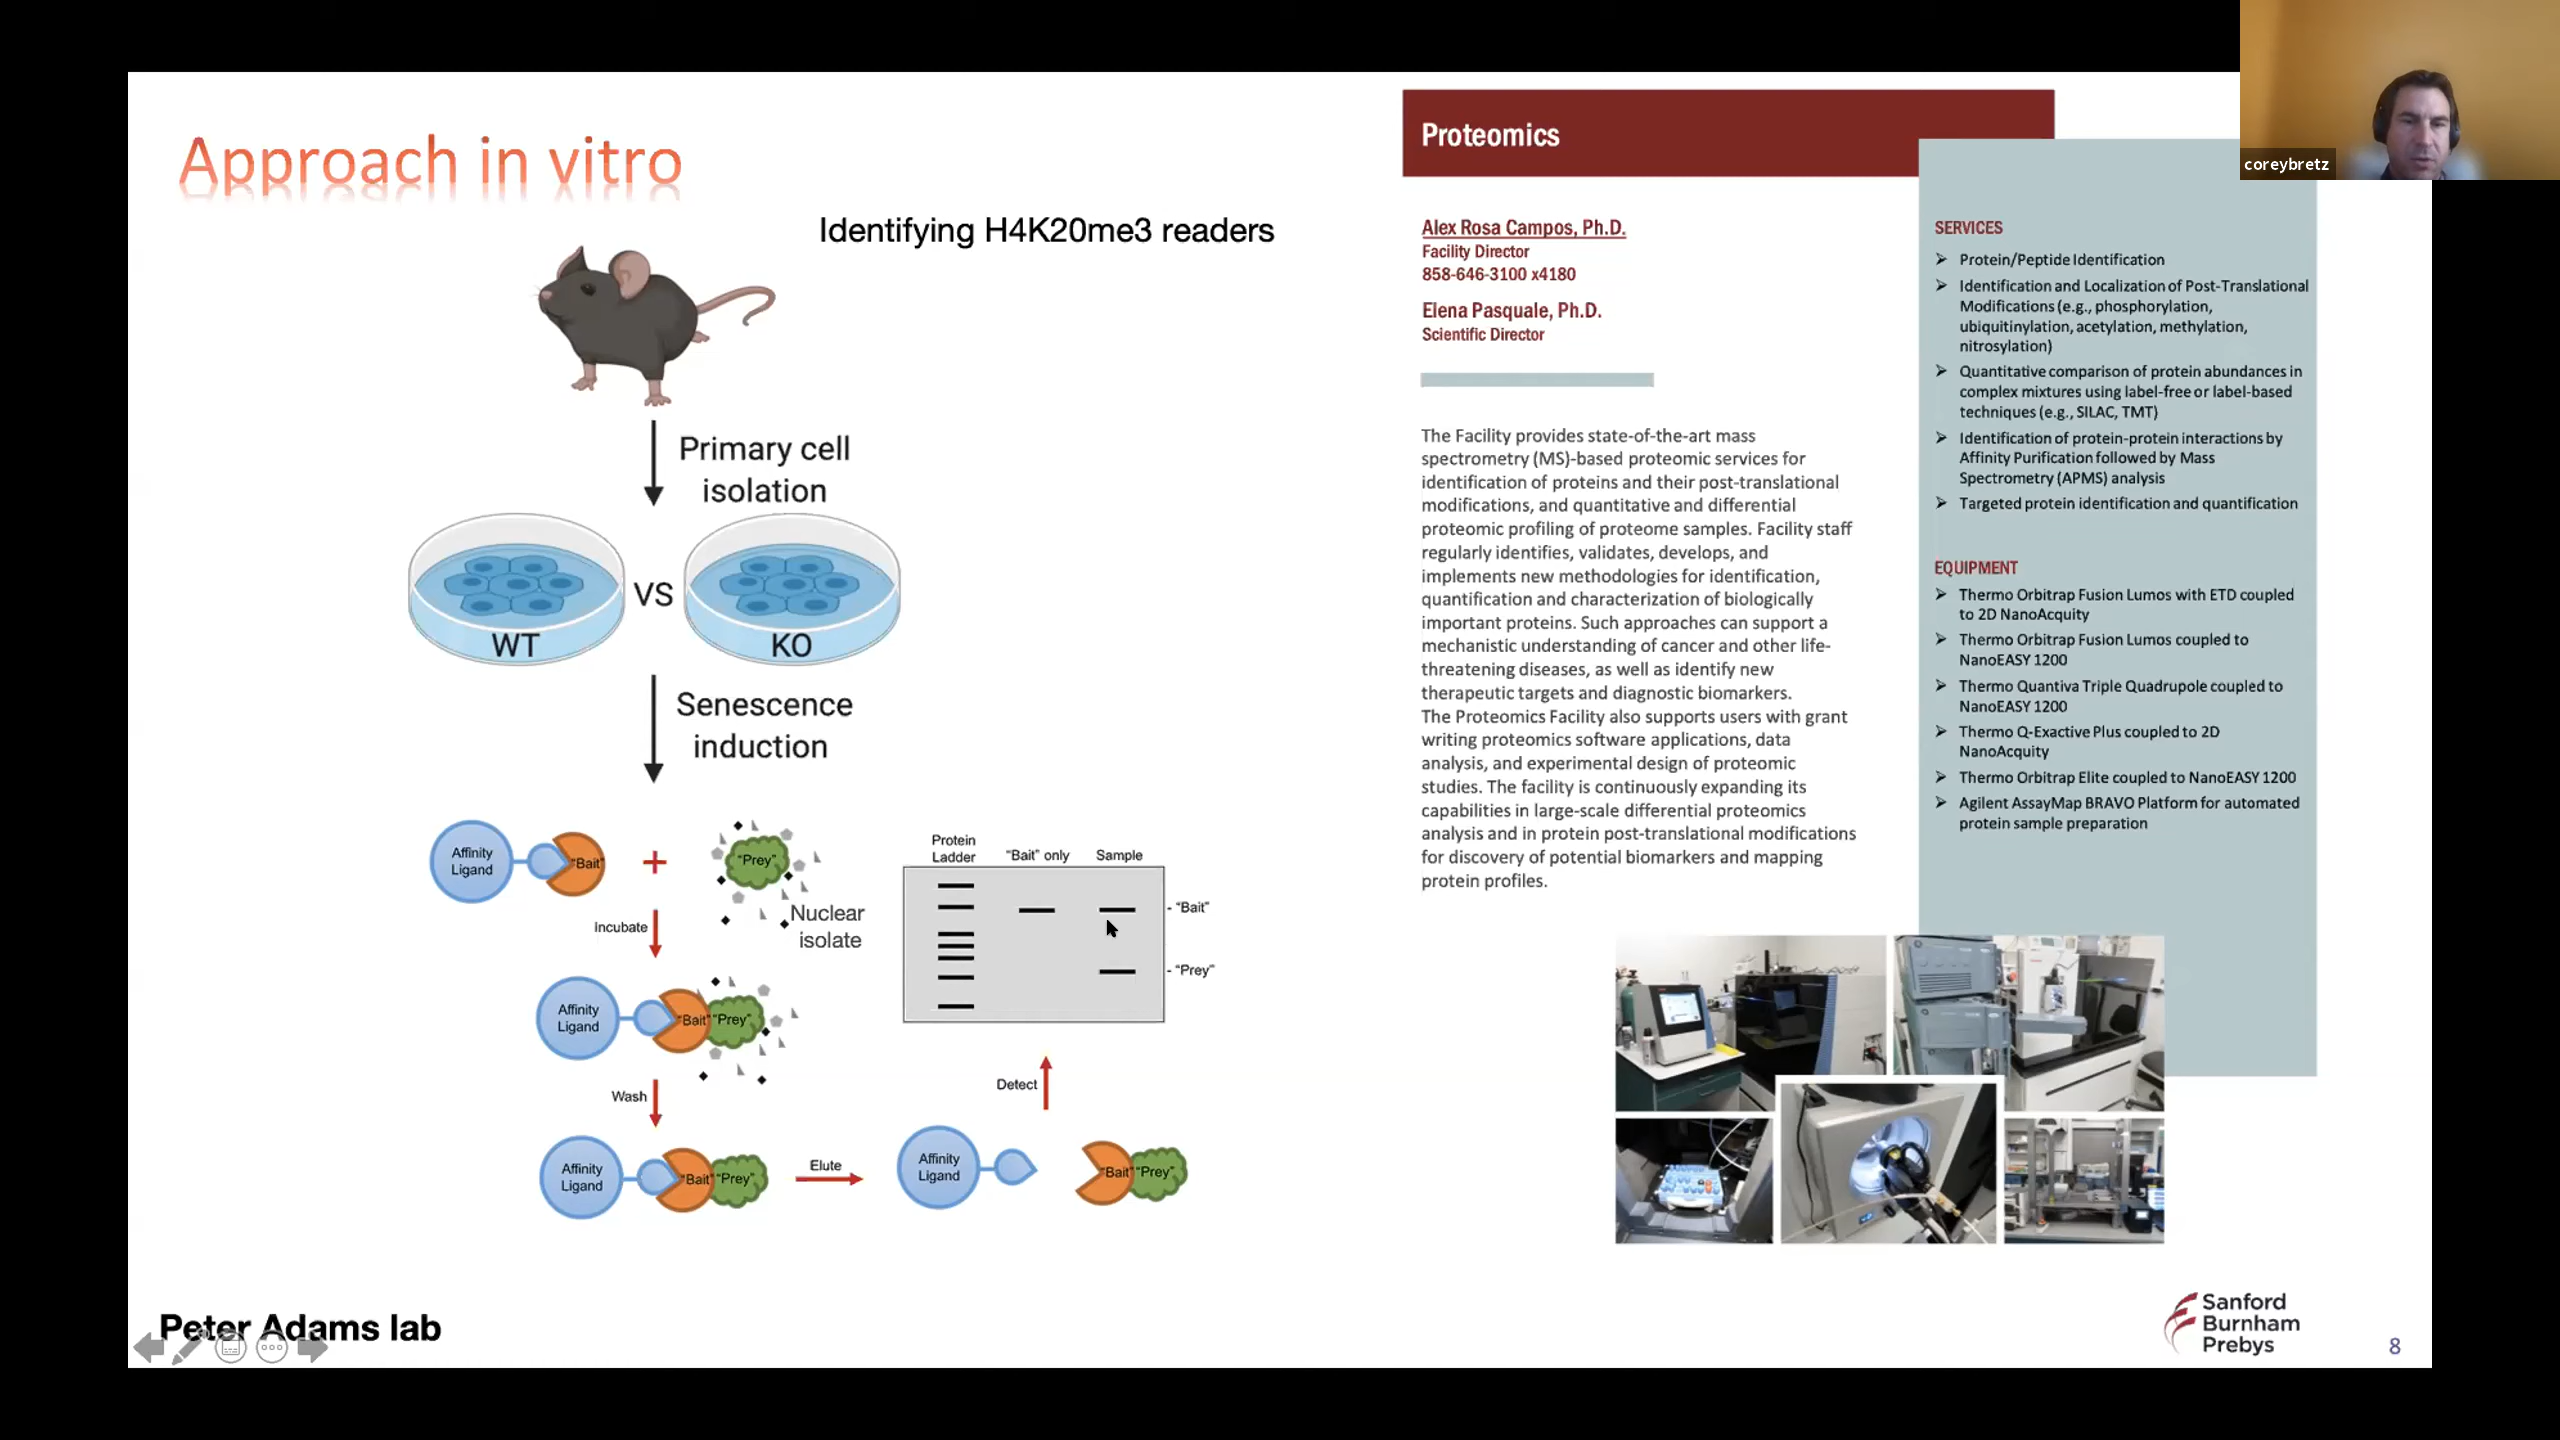 coreybretz
Approach in vitro
Identifying H4K20me3 readers
Primary cell
isolation
WT
VS
KO
Senescence
induction
Affinity
Ligand
"Bait"
+
"Prey"
Nuclear
isolate
Incubate
Affinity
Ligand
"Bait"
"Prey"
Wash
Affinity
Ligand
"Bait"
"Prey"
Elute
Affinity
Ligand
"Bait"
"Prey"
Detect
Protein
Ladder
"Bait" only
Sample
- "Bait"
- "Prey"
Proteomics
Alex Rosa Campos, Ph.D.
Facility Director
858-646-3100 x4180
Elena Pasquale, Ph.D.
Scientific Director
The Facility provides state-of-the-art mass
spectrometry (MS)-based proteomic services for
identification of proteins and their post-translational
modifications, and quantitative and differential
proteomic profiling of proteome samples. Facility staff
regularly identifies, validates, develops, and
implements new methodologies for identification,
quantification and characterization of biologically
important proteins. Such approaches can support a
mechanistic understanding of cancer and other life-
threatening diseases, as well as identify new
therapeutic targets and diagnostic biomarkers.
The Proteomics Facility also supports users with grant
writing proteomics software applications, data
analysis, and experimental design of proteomic
studies. The facility is continuously expanding its
capabilities in large-scale differential proteomics
analysis and in protein post-translational modifications
for discovery of potential biomarkers and mapping
protein profiles.
SERVICES
Protein/Peptide Identification
Identification and Localization of Post-Translational
Modifications (e.g., phosphorylation,
ubiquitinylation, acetylation, methylation,
nitrosylation)
Quantitative comparison of protein abundances in
complex mixtures using label-free or label-based
techniques (e.g., SILAC, TMT)
Identification of protein-protein interactions by
Affinity Purification followed by Mass
Spectrometry (APMS) analysis
Targeted protein identification and quantification
EQUIPMENT
Thermo Orbitrap Fusion Lumos with ETD coupled
to 2D NanoAcquity
Thermo Orbitrap Fusion Lumos coupled to
NanoEASY 1200
Thermo Quantiva Triple Quadrupole coupled to
NanoEASY 1200
Thermo Q-Exactive Plus coupled to 2D
NanoAcquity
Thermo Orbitrap Elite coupled to NanoEASY 1200
Agilent AssayMap BRAVO Platform for automated
protein sample preparation
Peter Adams lab
Sanford
Burnham
Prebys
8